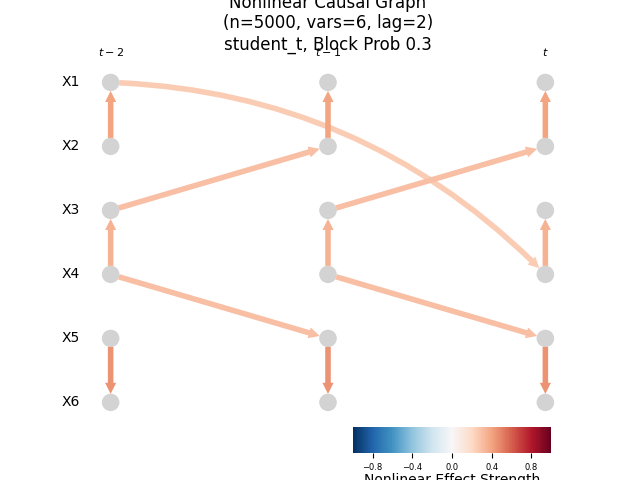 Nonlinear Causal Graph
(n=5000, vars=6, lag=2)
student_t, Block Prob 0.3
t − 2
t − 1
t
X1
X2
X3
X4
X5
X6
−0.8 −0.4 0.0 0.4 0.8
Nonlinear Effect Strength